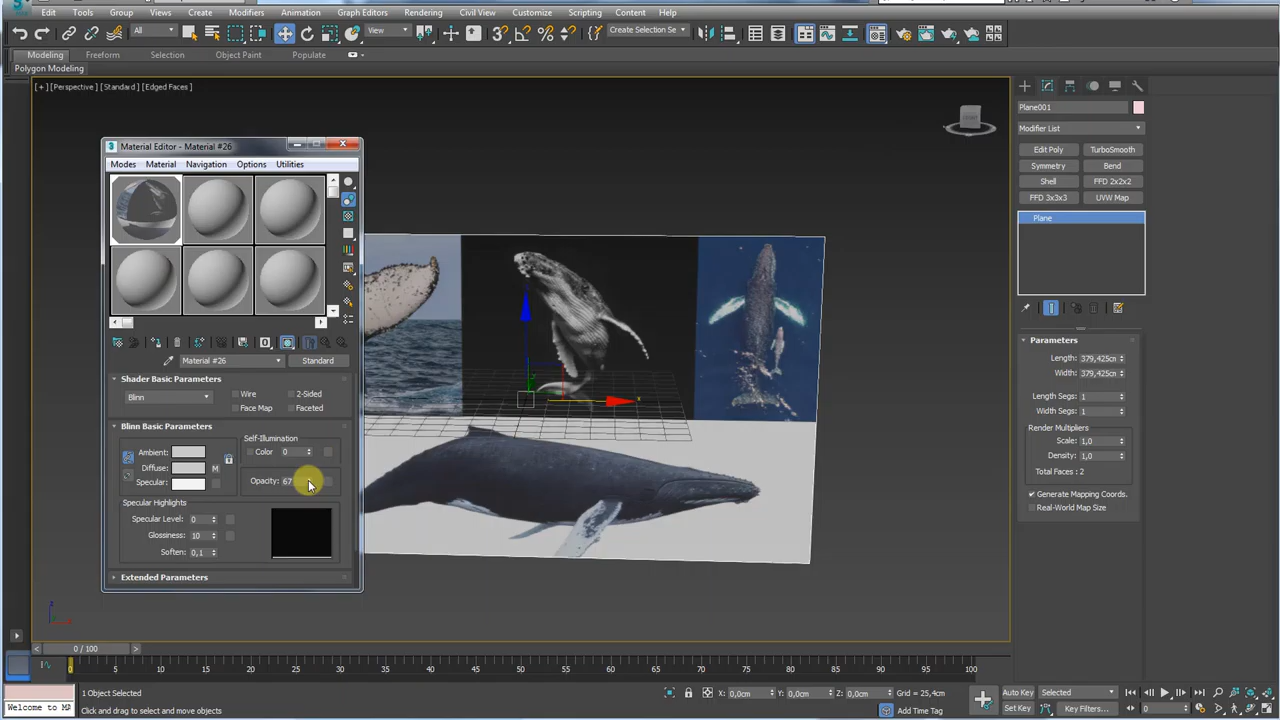 Edit Tools Group Views Create Modifiers Animation Graph Editors Rendering Civil View Customize Scripting Content Help
All
View
Create Selection Se
Modeling Freeform Selection Object Paint Populate
Polygon Modeling
[+] [Perspective] [Standard] [Edged Faces]
Plane001
Modifier List
Edit Poly TurboSmooth
Symmetry Bend
Shell FFD 2x2x2
FFD 3x3x3 UVW Map
Plane
Parameters
Length: 379,425cm
Width: 379,425cm
Length Segs: 1
Width Segs: 1
Render Multipliers
Scale: 1,0
Density: 1,0
Total Faces : 2
Generate Mapping Coords.
Real-World Map Size
3 Material Editor - Material #26
Modes Material Navigation Options Utilities
Material #26 Standard
Shader Basic Parameters
Blinn
Wire 2-Sided
Face Map Faceted
Blinn Basic Parameters
Self-Illumination
Ambient:
Color 0
Diffuse: M
Specular:
Opacity: 67
Specular Highlights
Specular Level: 0
Glossiness: 10
Soften: 0,1
Extended Parameters
z
x
x
< 0 / 100 >
0 5 10 15 20 25 30 35 40 45 50 55 60 65 70 75 80 85 90 95 100
1 Object Selected
X: 0,0cm Y: 0,0cm Z: 0,0cm Grid = 25,4cm
Auto Key Selected
Welcome to MA
Click and drag to select and move objects
Add Time Tag
Set Key Key Filters...
0